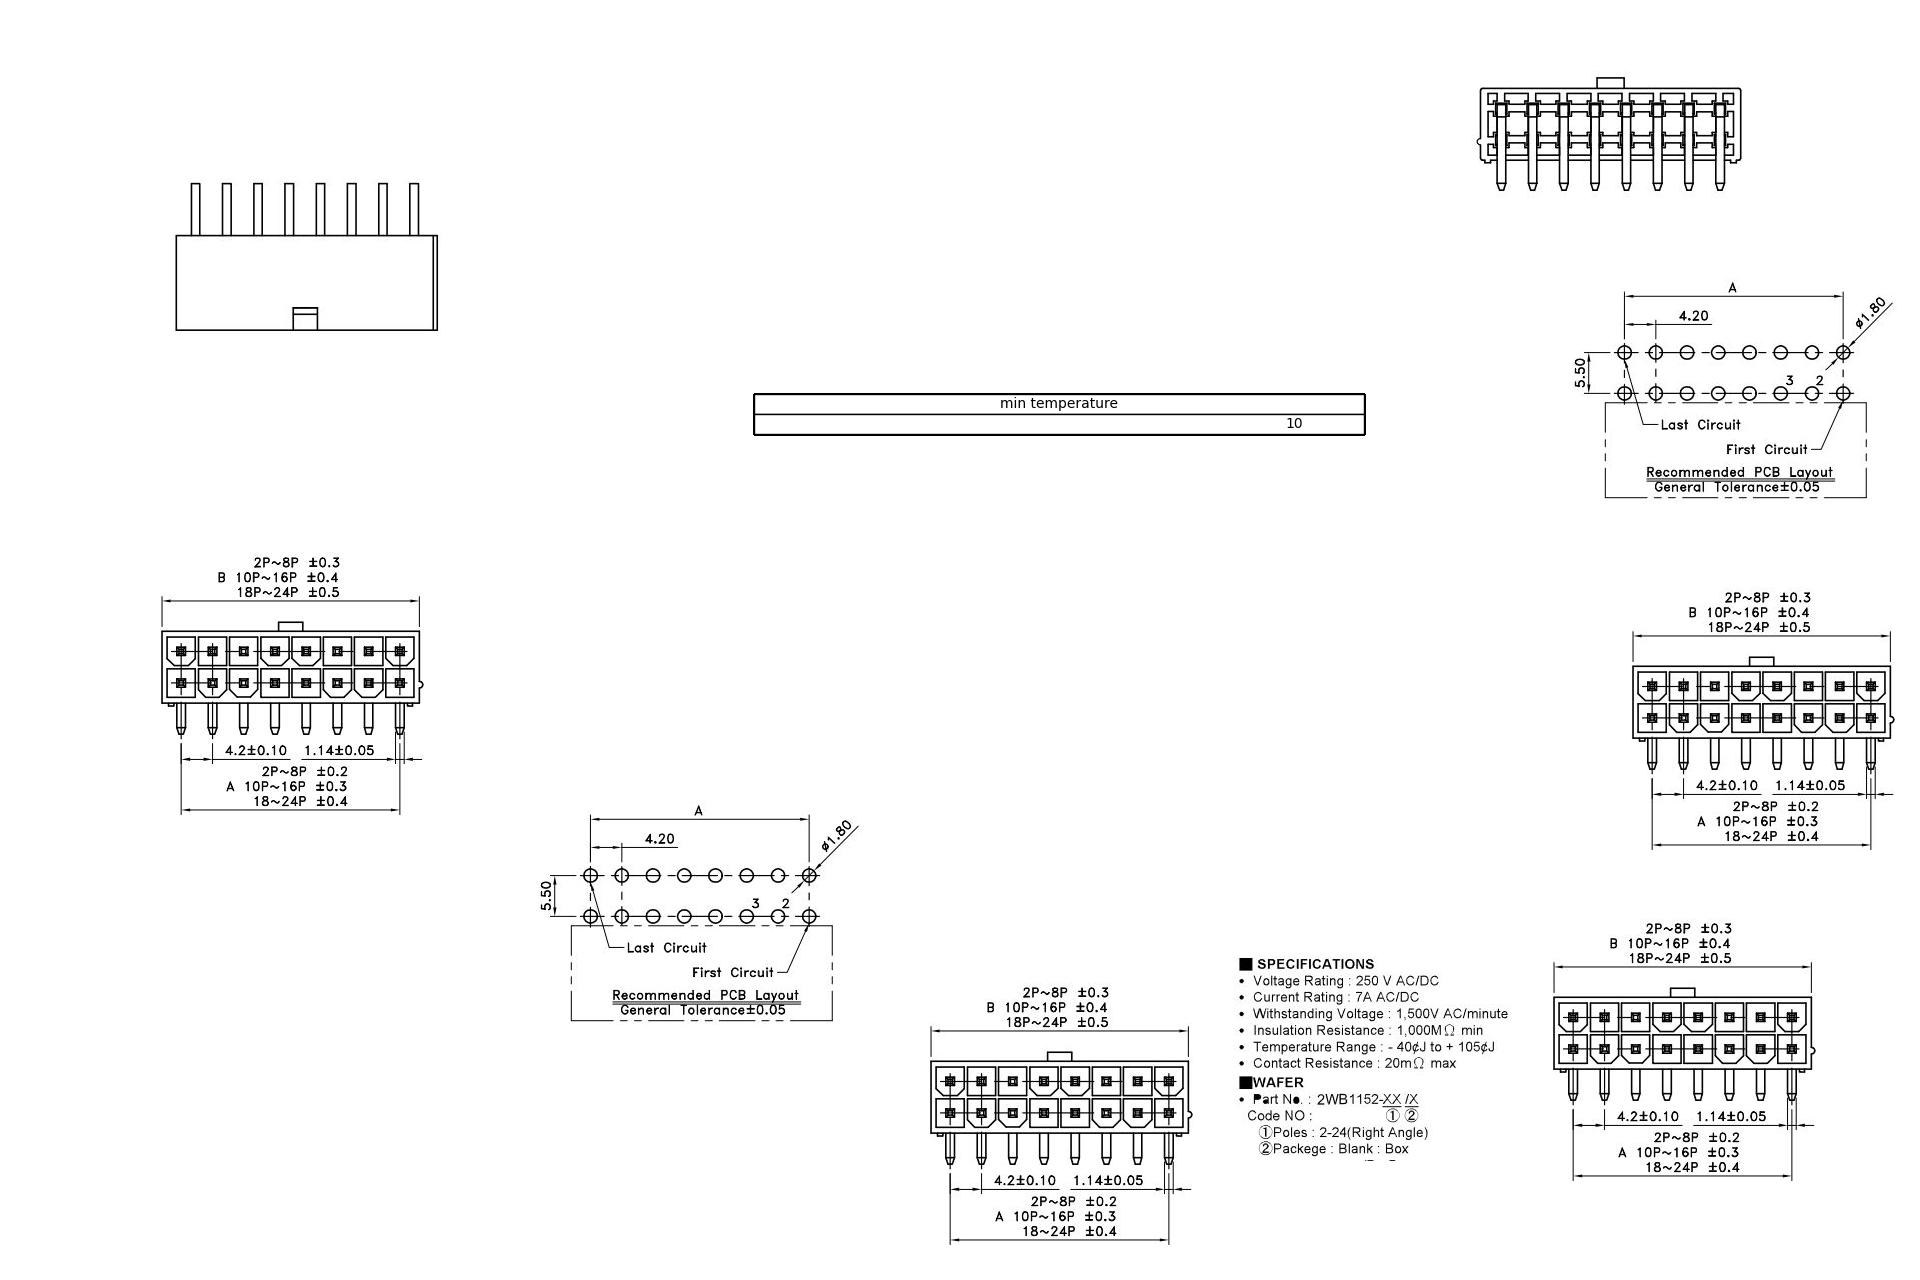 A
4.20
ø1.80
5.50
3 2
Last Circuit
First Circuit
Recommended PCB Layout
General Tolerance±0.05
min temperature
10
2P~8P ±0.3
B 10P~16P ±0.4
18P~24P ±0.5
4.2±0.10 1.14±0.05
2P~8P ±0.2
A 10P~16P ±0.3
18~24P ±0.4
2P~8P ±0.3
B 10P~16P ±0.4
18P~24P ±0.5
4.2±0.10 1.14±0.05
2P~8P ±0.2
A 10P~16P ±0.3
18~24P ±0.4
A
4.20
ø1.80
5.50
3 2
Last Circuit
First Circuit
Recommended PCB Layout
General Tolerance±0.05
2P~8P ±0.3
B 10P~16P ±0.4
18P~24P ±0.5
4.2±0.10 1.14±0.05
2P~8P ±0.2
A 10P~16P ±0.3
18~24P ±0.4
■ SPECIFICATIONS
• Voltage Rating : 250 V AC/DC
• Current Rating : 7A AC/DC
• Withstanding Voltage : 1,500V AC/minute
• Insulation Resistance : 1,000MΩ min
• Temperature Range : - 40¢J to + 105¢J
• Contact Resistance : 20mΩ max
■WAFER
• Part No. : 2WB1152-XX /X
Code NO : ① ②
①Poles : 2-24(Right Angle)
②Packege : Blank : Box
2P~8P ±0.3
B 10P~16P ±0.4
18P~24P ±0.5
4.2±0.10 1.14±0.05
2P~8P ±0.2
A 10P~16P ±0.3
18~24P ±0.4